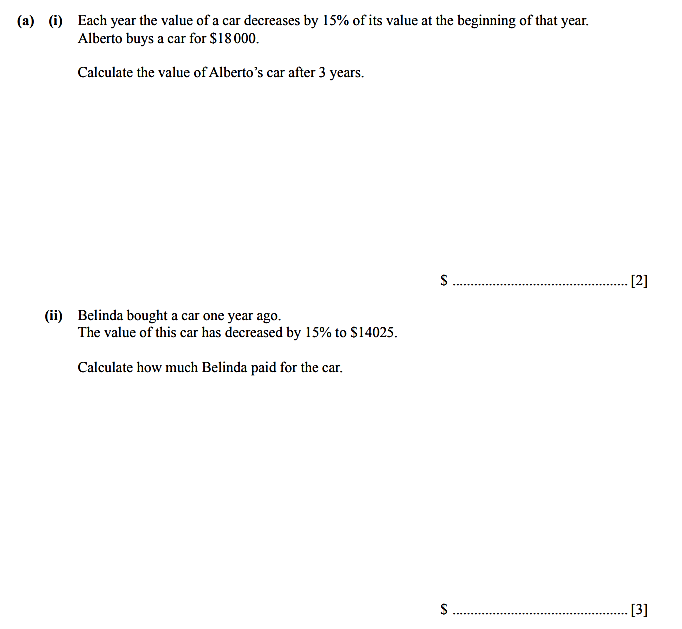 (a) (i) Each year the value of a car decreases by 15% of its value at the beginning of that year.
Alberto buys a car for $18 000.
Calculate the value of Alberto's car after 3 years.
$ ................................................ [2]
(ii) Belinda bought a car one year ago.
The value of this car has decreased by 15% to $14025.
Calculate how much Belinda paid for the car.
$ ................................................ [3]